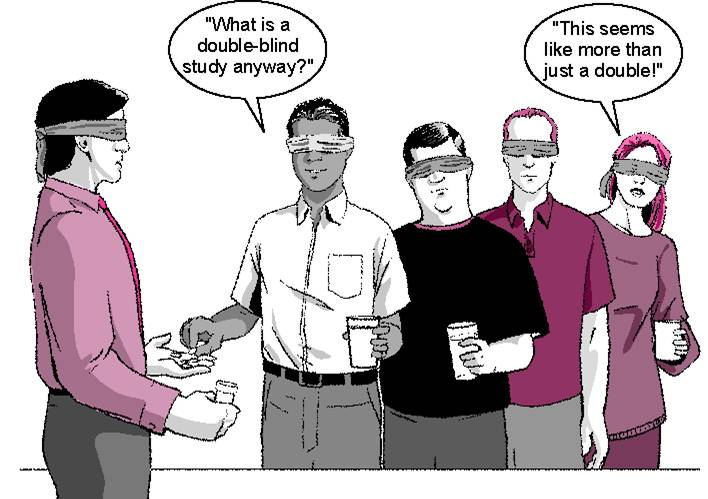 "What is a
double-blind
study anyway?"
"This seems
like more than
just a double!"